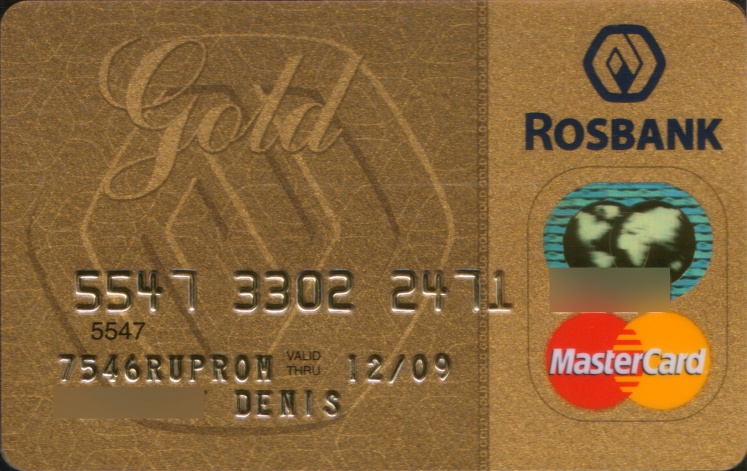 Gold
ROSBANK
5547 3302 2471
5547
7546RUPROM VALID THRU 12/09
DENIS
MasterCard